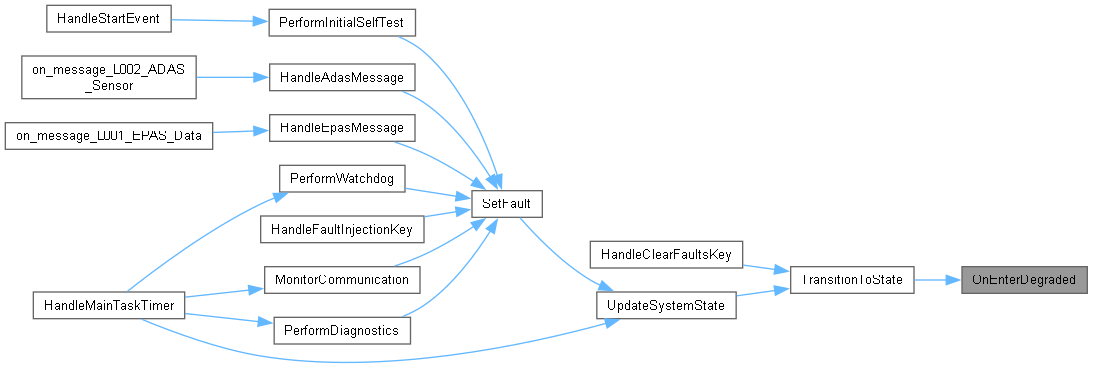 HandleStartEvent
PerformInitialSelfTest
on_message_L002_ADAS
_Sensor
HandleAdasMessage
on_message_L001_EPAS_Data
HandleEpasMessage
PerformWatchdog
SetFault
HandleFaultInjectionKey
HandleClearFaultsKey
MonitorCommunication
TransitionToState
OnEnterDegraded
HandleMainTaskTimer
UpdateSystemState
PerformDiagnostics